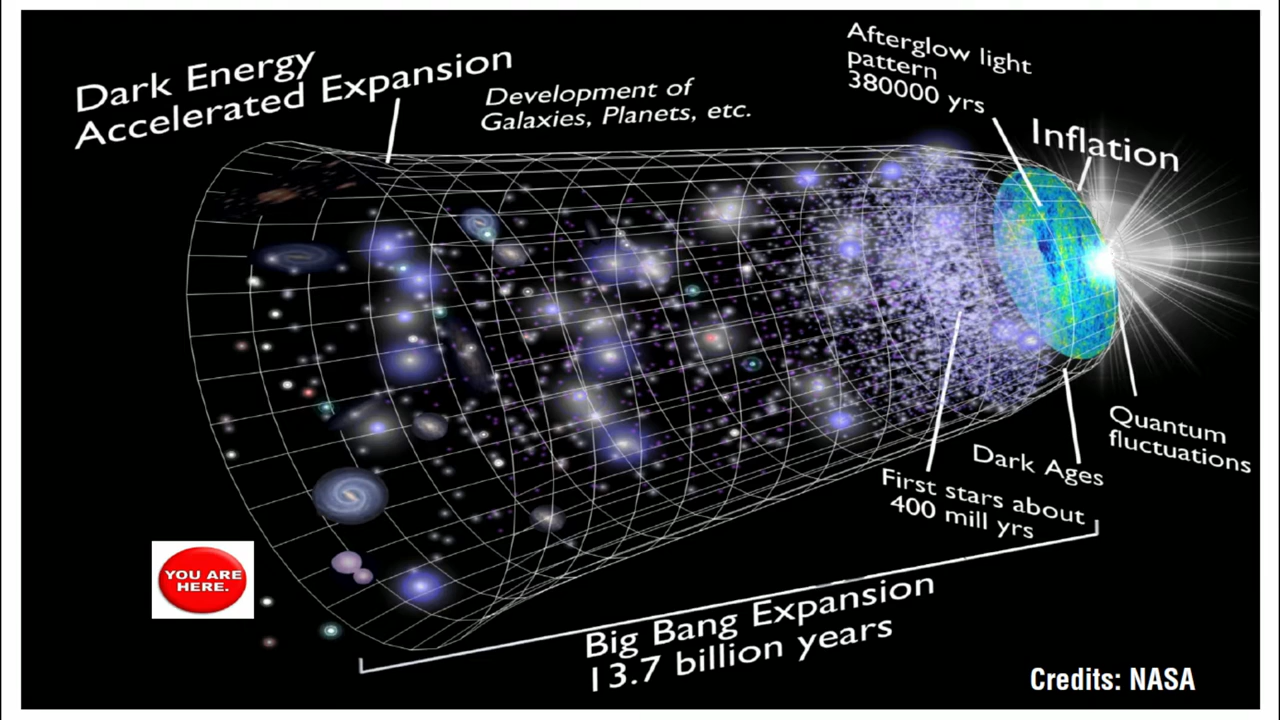 Dark Energy
Accelerated Expansion
Development of
Galaxies, Planets, etc.
Afterglow light
pattern
380000 yrs
Inflation
Quantum
fluctuations
Dark Ages
First stars about
400 mill yrs
YOU ARE
HERE.
Big Bang Expansion
13.7 billion years
Credits: NASA